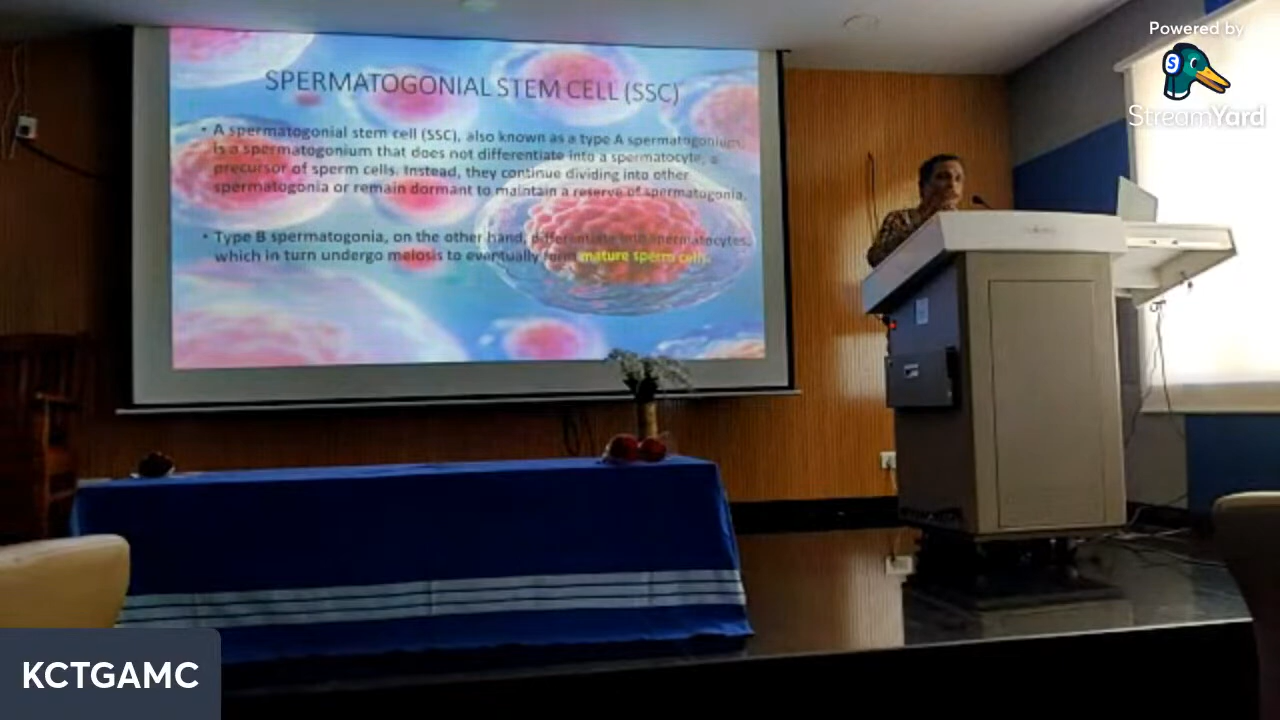 Powered by
StreamYard
SPERMATOGONIAL STEM CELL (SSC)
• A spermatogonial stem cell (SSC), also known as a type A spermatogonium,
is a spermatogonium that does not differentiate into a spermatocyte, a
precursor of sperm cells. Instead, they continue dividing into other
spermatogonia or remain dormant to maintain a reserve of spermatogonia.
• Type B spermatogonia, on the other hand, differentiate into spermatocytes,
which in turn undergo meiosis to eventually form mature sperm cells.
KCTGAMC